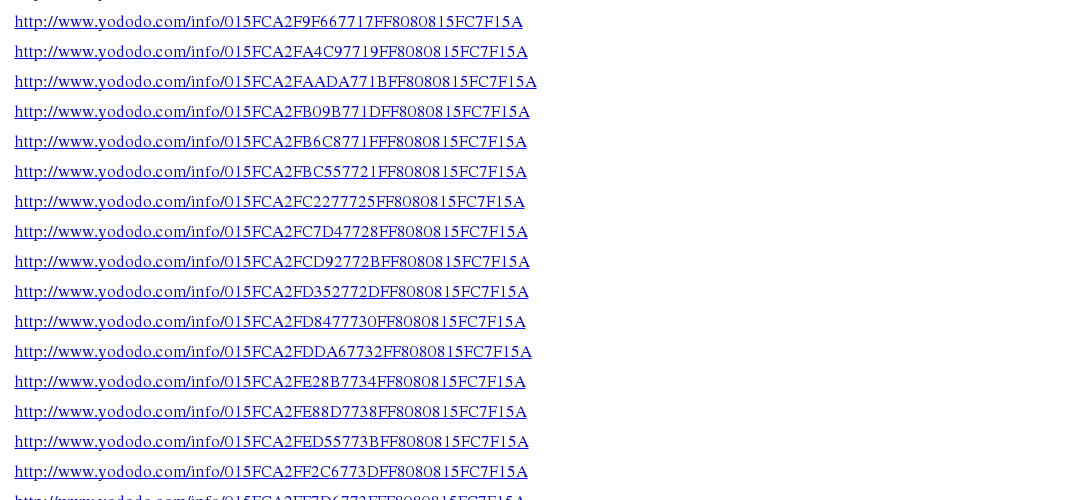 http://www.yododo.com/info/015FCA2F9F667717FF8080815FC7F15A
http://www.yododo.com/info/015FCA2FA4C97719FF8080815FC7F15A
http://www.yododo.com/info/015FCA2FAADA771BFF8080815FC7F15A
http://www.yododo.com/info/015FCA2FB09B771DFF8080815FC7F15A
http://www.yododo.com/info/015FCA2FB6C8771FFF8080815FC7F15A
http://www.yododo.com/info/015FCA2FBC557721FF8080815FC7F15A
http://www.yododo.com/info/015FCA2FC2277725FF8080815FC7F15A
http://www.yododo.com/info/015FCA2FC7D47728FF8080815FC7F15A
http://www.yododo.com/info/015FCA2FCD92772BFF8080815FC7F15A
http://www.yododo.com/info/015FCA2FD352772DFF8080815FC7F15A
http://www.yododo.com/info/015FCA2FD8477730FF8080815FC7F15A
http://www.yododo.com/info/015FCA2FDDA67732FF8080815FC7F15A
http://www.yododo.com/info/015FCA2FE28B7734FF8080815FC7F15A
http://www.yododo.com/info/015FCA2FE88D7738FF8080815FC7F15A
http://www.yododo.com/info/015FCA2FED55773BFF8080815FC7F15A
http://www.yododo.com/info/015FCA2FF2C6773DFF8080815FC7F15A